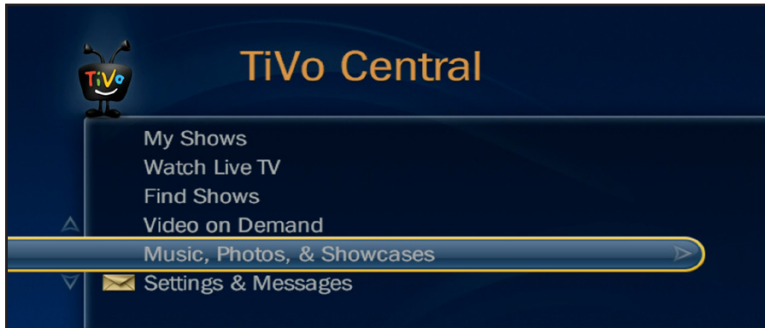 TiVo Central
TiVo
My Shows
Watch Live TV
Find Shows
Video on Demand
Music, Photos, & Showcases
Settings & Messages